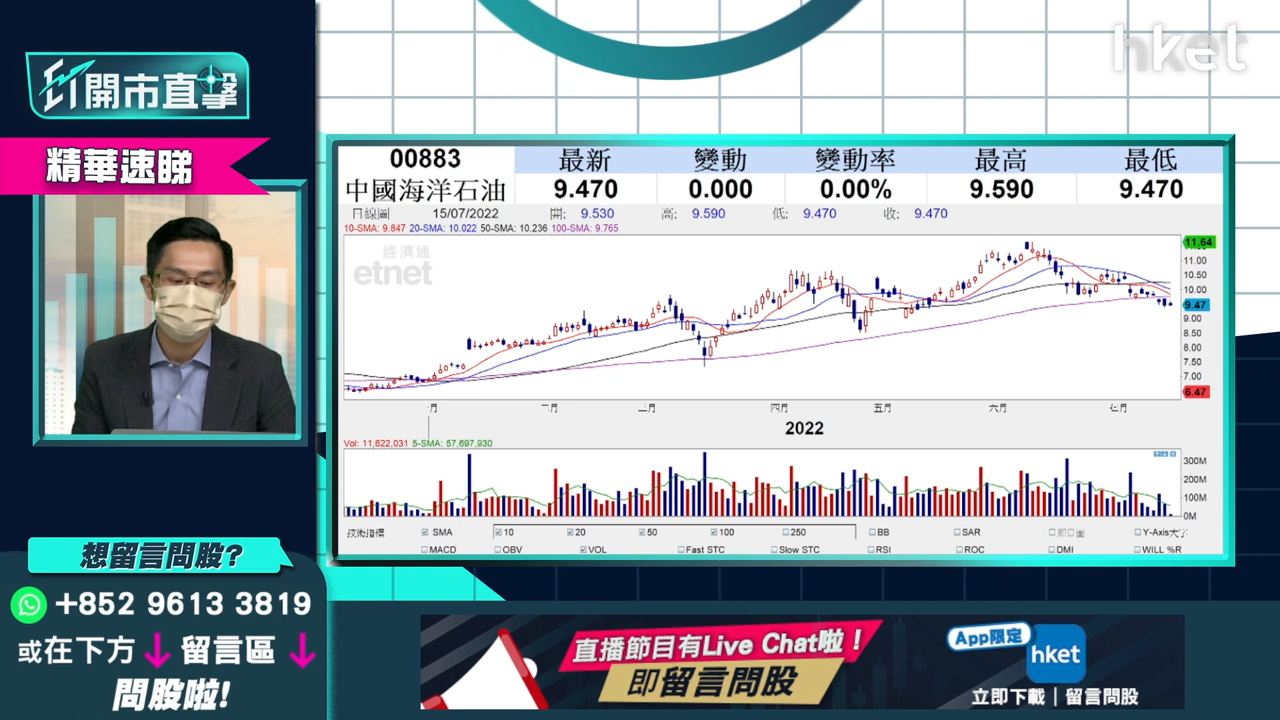 hket
ET開市直擊
精華速睇
00883 最新 變動 變動率 最高 最低
中國海洋石油 9.470 0.000 0.00% 9.590 9.470
日線圖 15/07/2022 開: 9.530 高: 9.590 低: 9.470 收: 9.470
10-SMA: 9.847 20-SMA: 10.022 50-SMA: 10.236 100-SMA: 9.765
經濟通
etnet
11.64
11.00
10.50
10.00
9.47
9.00
8.50
8.00
7.50
7.00
6.47
三月 四月 五月 六月 七月
2022
Vol: 11,622,031 5-SMA: 57,697,930
300M
200M
100M
0M
技術指標 SMA 10 20 50 100 250 BB SAR Y-Axis大字
MACD OBV VOL Fast STC Slow STC RSI ROC DMI WILL %R
想留言問股?
+852 9613 3819
或在下方 留言區
問股啦!
直播節目有Live Chat啦！
即留言問股
App限定
hket
立即下載｜留言問股